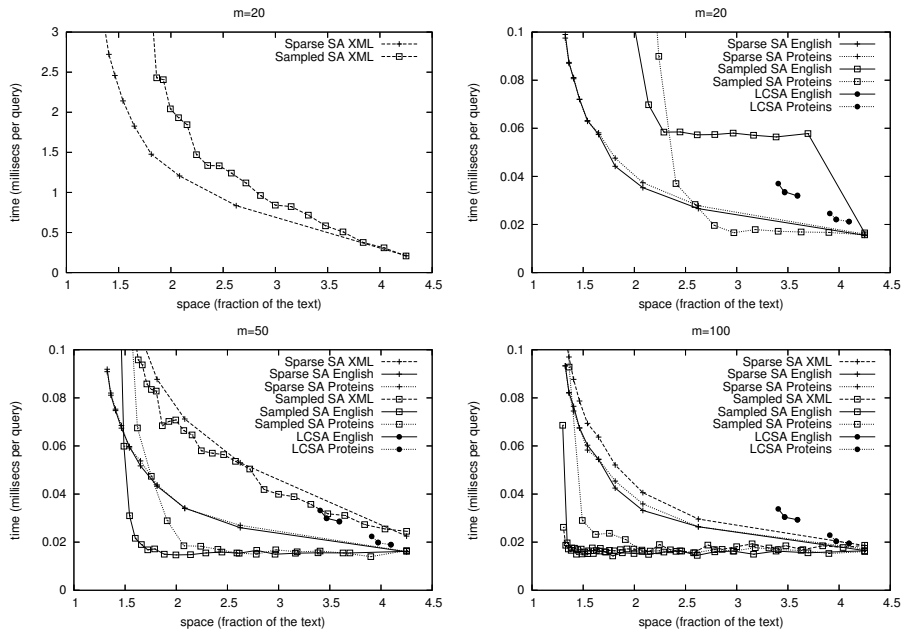 m=20
3
2.5
2
1.5
1
0.5
0
1
1.5
2
2.5
3
3.5
4
4.5
time (millisecs per query)
space (fraction of the text)
Sparse SA XML
Sampled SA XML
m=20
0.1
0.08
0.06
0.04
0.02
0
1
1.5
2
2.5
3
3.5
4
4.5
time (millisecs per query)
space (fraction of the text)
Sparse SA English
Sparse SA Proteins
Sampled SA English
Sampled SA Proteins
LCSA English
LCSA Proteins
m=50
0.1
0.08
0.06
0.04
0.02
0
1
1.5
2
2.5
3
3.5
4
4.5
time (millisecs per query)
space (fraction of the text)
Sparse SA XML
Sparse SA English
Sparse SA Proteins
Sampled SA XML
Sampled SA English
Sampled SA Proteins
LCSA English
LCSA Proteins
m=100
0.1
0.08
0.06
0.04
0.02
0
1
1.5
2
2.5
3
3.5
4
4.5
time (millisecs per query)
space (fraction of the text)
Sparse SA XML
Sparse SA English
Sparse SA Proteins
Sampled SA XML
Sampled SA English
Sampled SA Proteins
LCSA English
LCSA Proteins